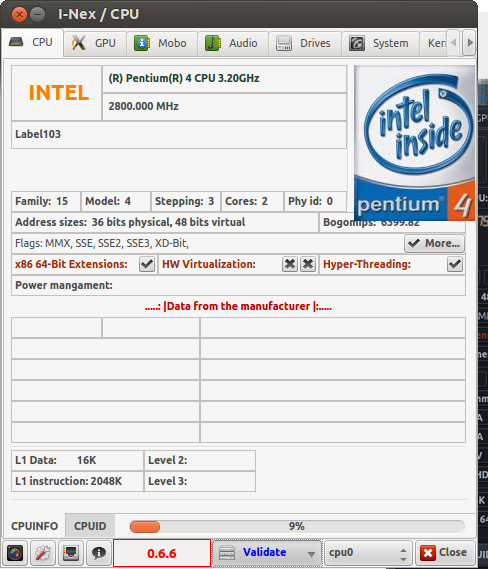 I-Nex / CPU
CPU GPU Mobo Audio Drives System Kern
INTEL
(R) Pentium(R) 4 CPU 3.20GHz
2800.000 MHz
Label103
intel inside
pentium 4
Family: 15 Model: 4 Stepping: 3 Cores: 2 Phy id: 0
Address sizes: 36 bits physical, 48 bits virtual Bogomips: 6399.82
Flags: MMX, SSE, SSE2, SSE3, XD-Bit, More...
x86 64-Bit Extensions: HW Virtualization: Hyper-Threading:
Power mangament:
.....: |Data from the manufacturer |:.....
L1 Data: 16K Level 2:
L1 instruction: 2048K Level 3:
CPUINFO CPUID 9%
0.6.6 Validate cpu0 Close